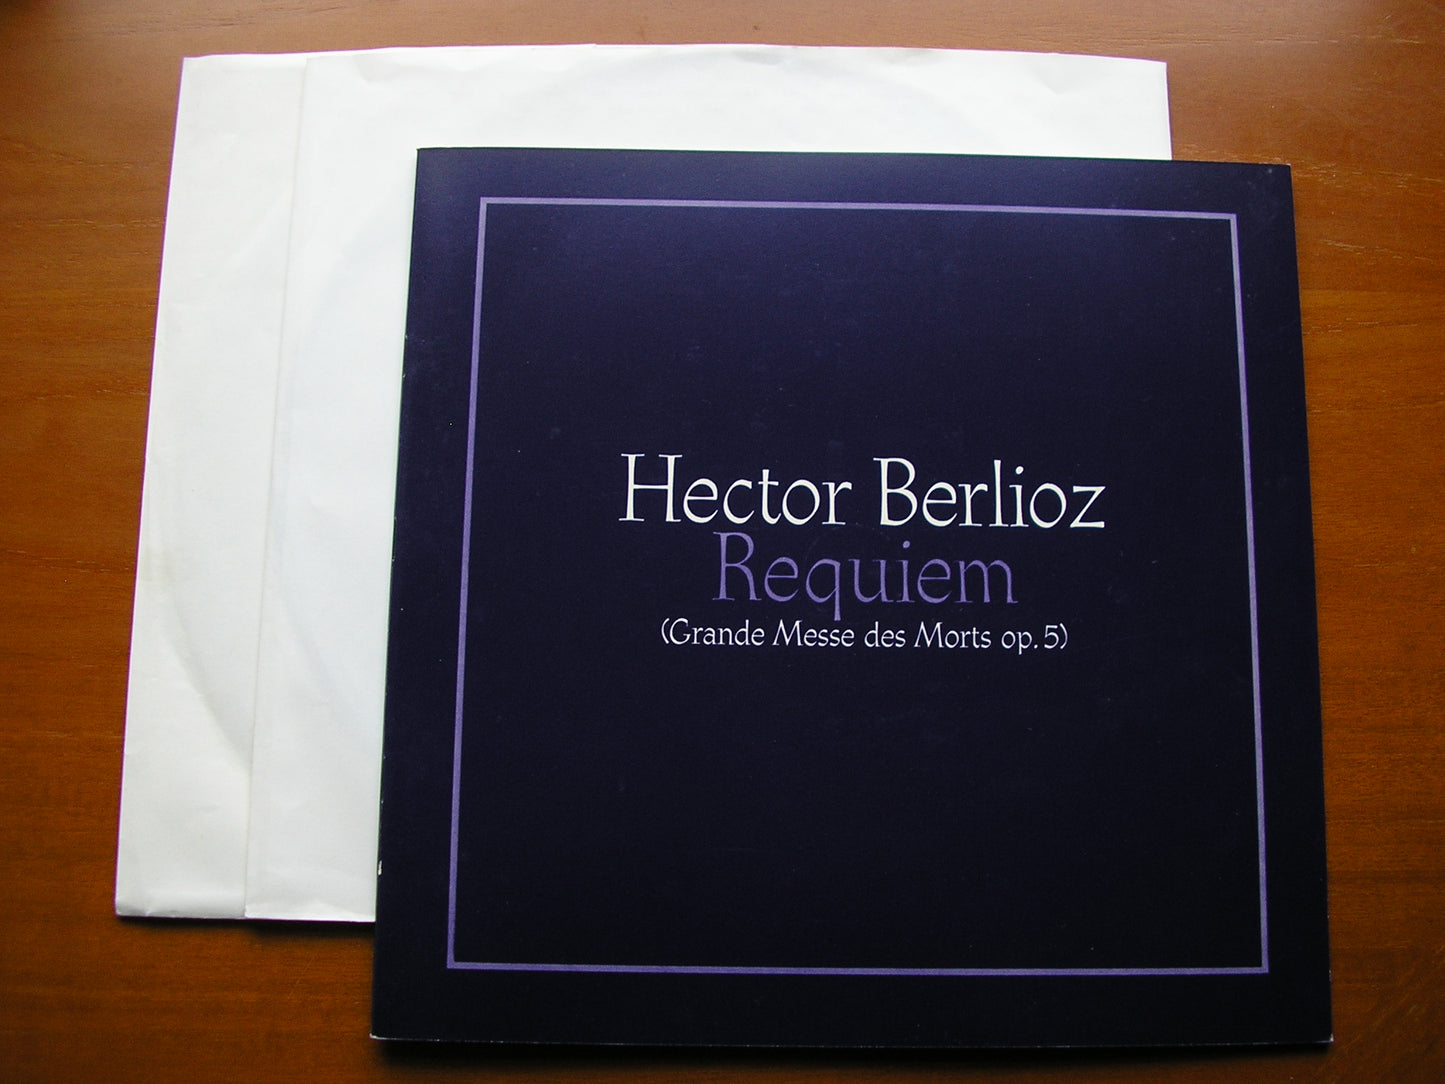 Hector Berlioz
Requiem
(Grande Messe des Morts op. 5)